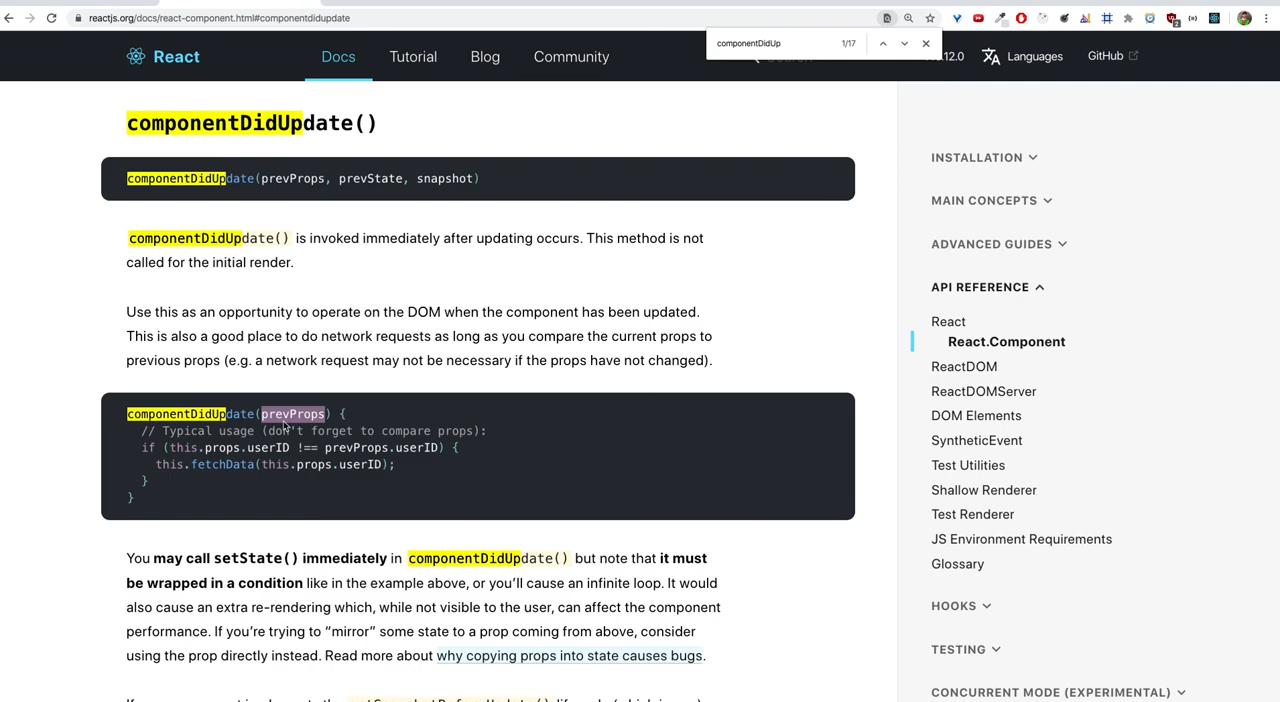 reactjs.org/docs/react-component.html#componentdidupdate
componentDidUp 1/17
React Docs Tutorial Blog Community .12.0 Languages GitHub
componentDidUpdate()
componentDidUpdate(prevProps, prevState, snapshot)
componentDidUpdate() is invoked immediately after updating occurs. This method is not
called for the initial render.
Use this as an opportunity to operate on the DOM when the component has been updated.
This is also a good place to do network requests as long as you compare the current props to
previous props (e.g. a network request may not be necessary if the props have not changed).
componentDidUpdate(prevProps) {
// Typical usage (don't forget to compare props):
if (this.props.userID !== prevProps.userID) {
this.fetchData(this.props.userID);
}
}
You may call setState() immediately in componentDidUpdate() but note that it must
be wrapped in a condition like in the example above, or you’ll cause an infinite loop. It would
also cause an extra re-rendering which, while not visible to the user, can affect the component
performance. If you’re trying to “mirror” some state to a prop coming from above, consider
using the prop directly instead. Read more about why copying props into state causes bugs.
INSTALLATION
MAIN CONCEPTS
ADVANCED GUIDES
API REFERENCE
React
React.Component
ReactDOM
ReactDOMServer
DOM Elements
SyntheticEvent
Test Utilities
Shallow Renderer
Test Renderer
JS Environment Requirements
Glossary
HOOKS
TESTING
CONCURRENT MODE (EXPERIMENTAL)